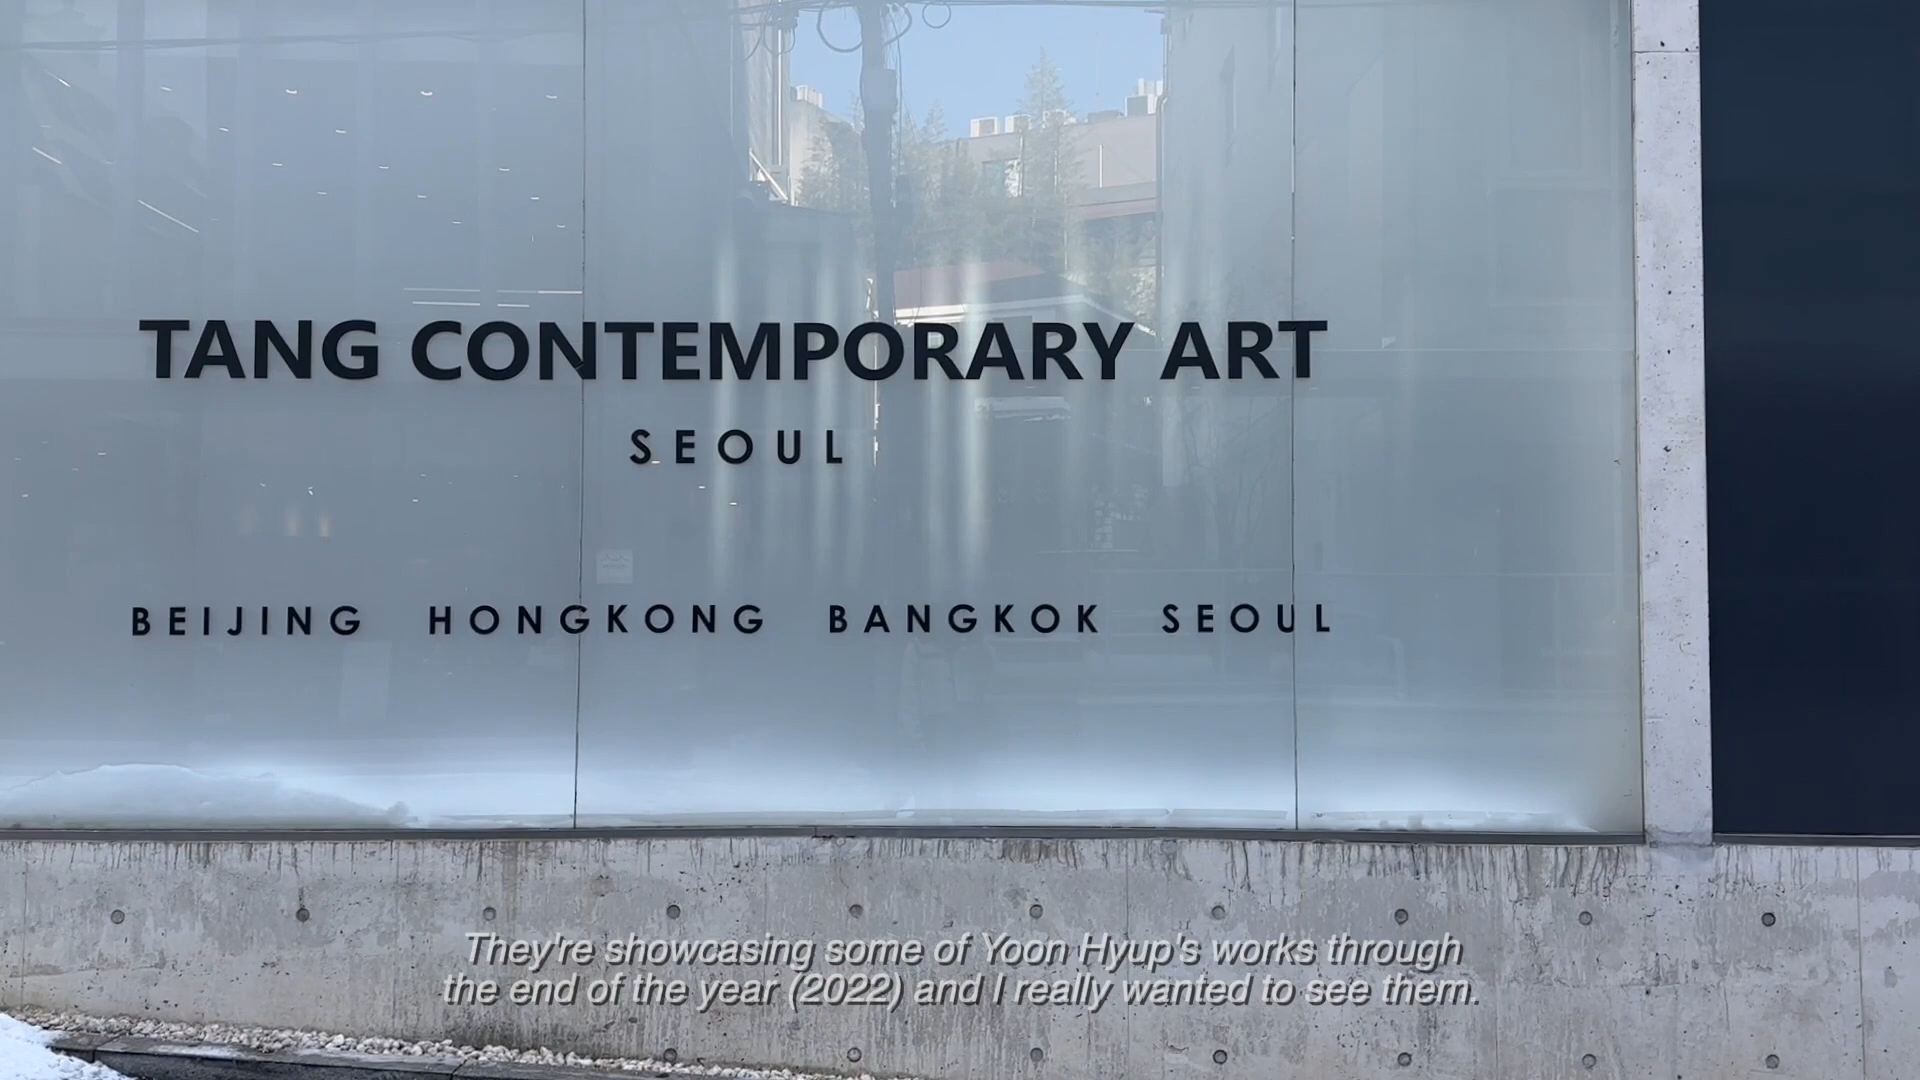 TANG CONTEMPORARY ART
SEOUL
BEIJING HONGKONG BANGKOK SEOUL
They're showcasing some of Yoon Hyup's works through
the end of the year (2022) and I really wanted to see them.